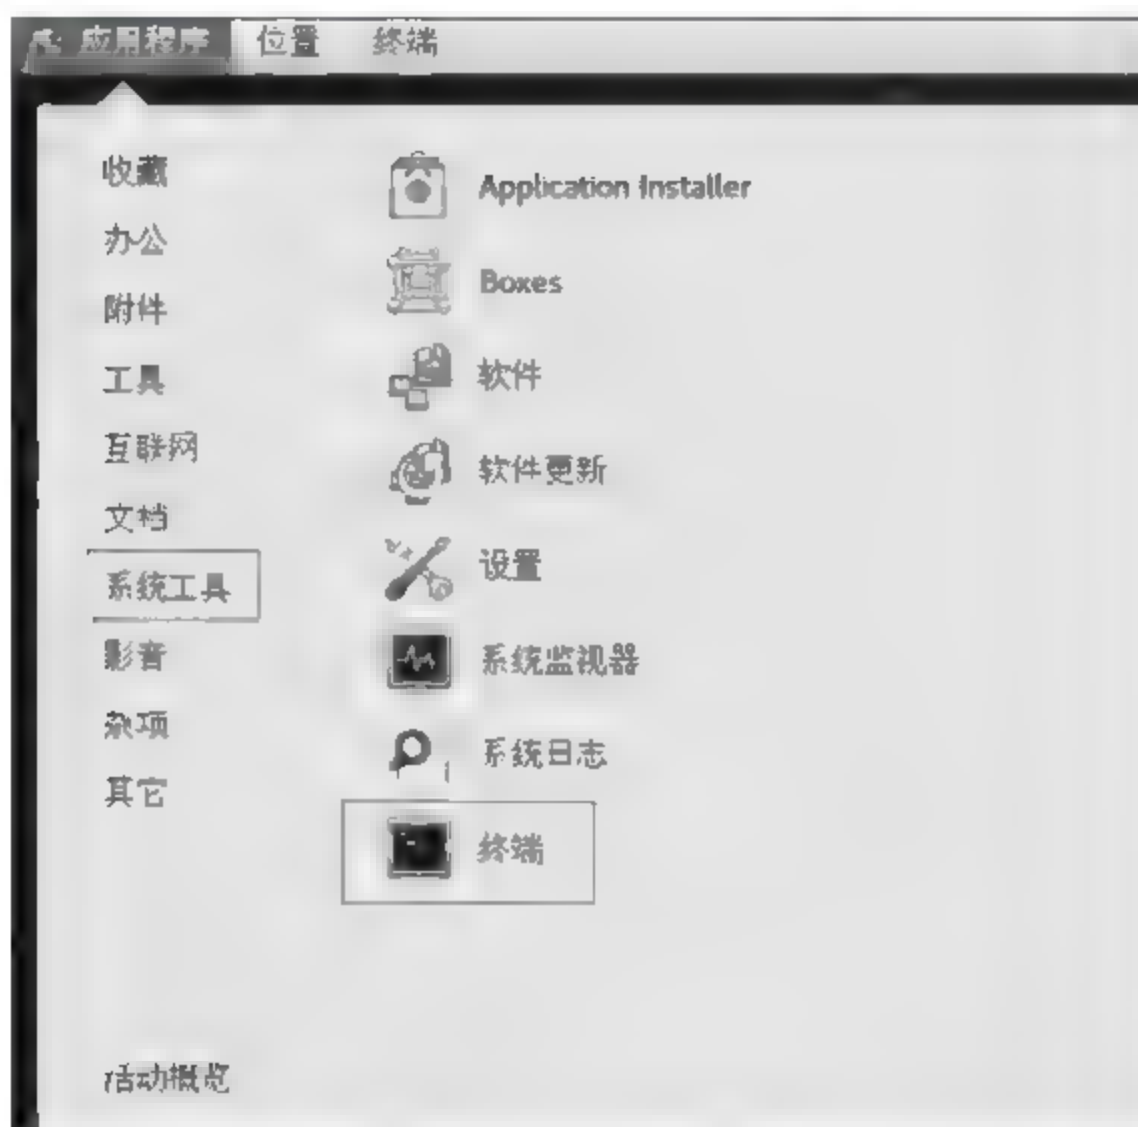 应用程序 位置 终端
收藏
办公
附件
工具
互联网
文档
系统工具
影音
杂项
其它
活动概览
Application Installer
Boxes
软件
软件更新
设置
系统监视器
系统日志
终端